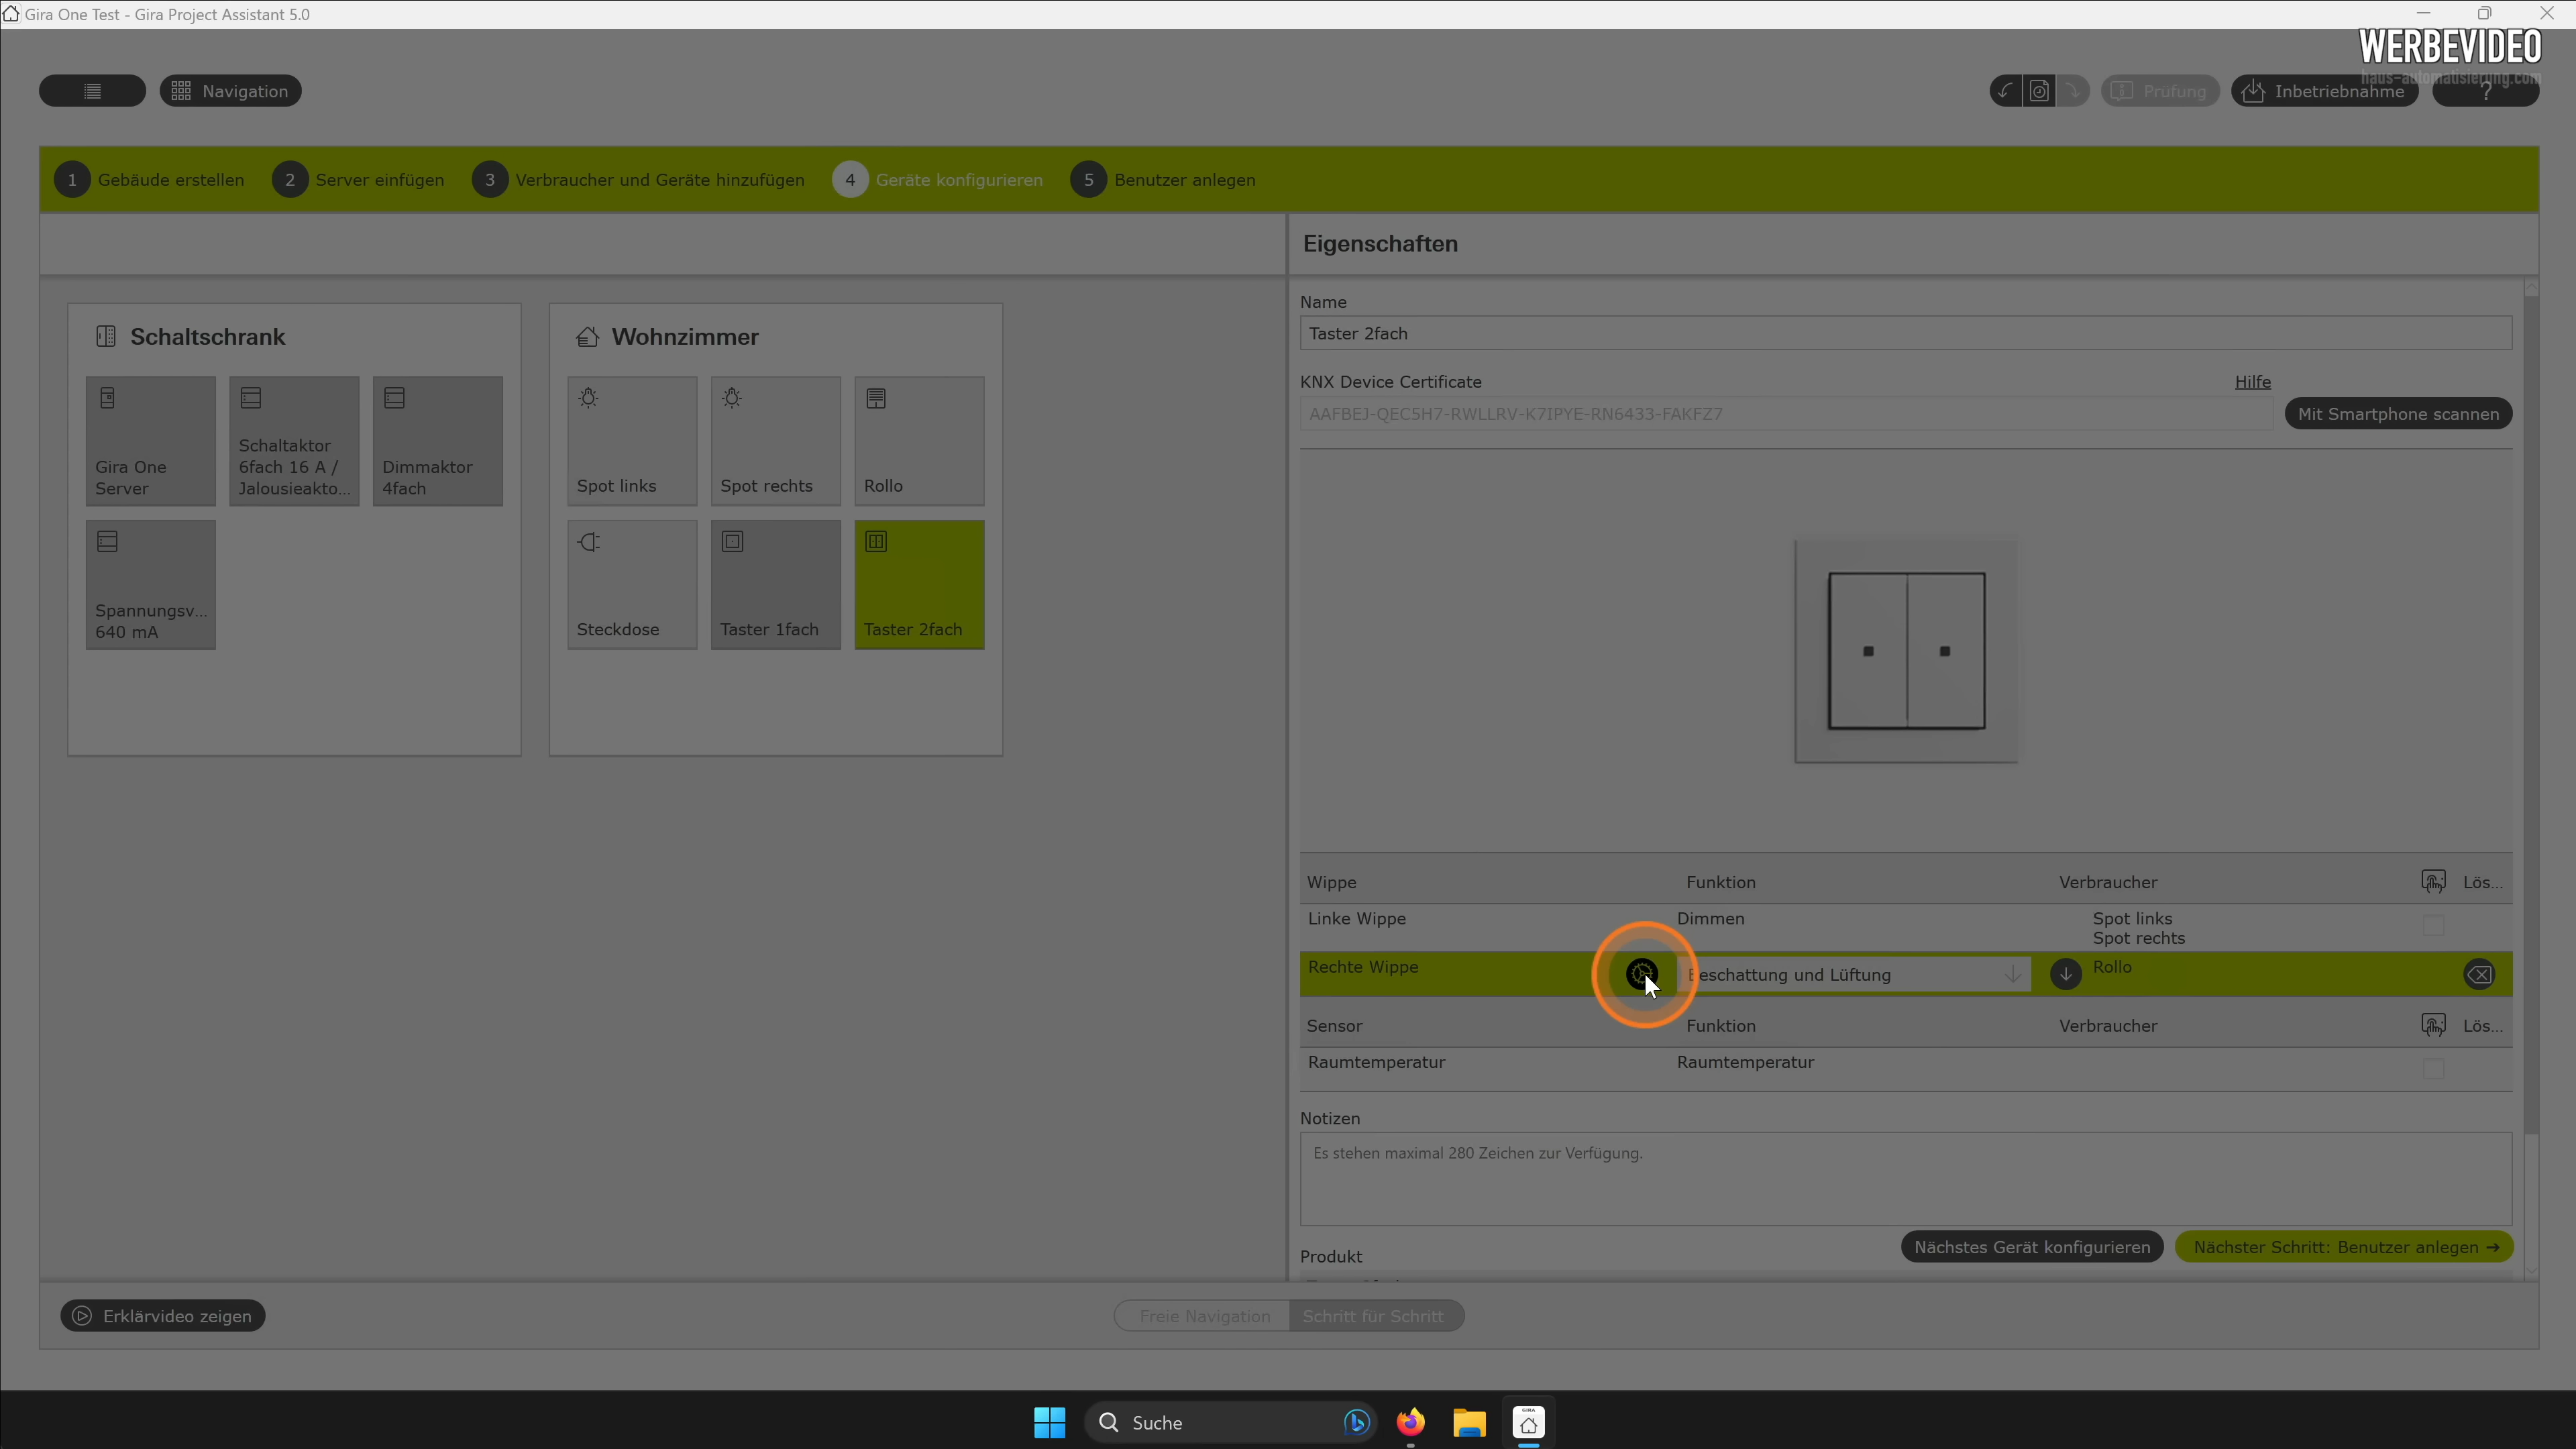 Gira One Test - Gira Project Assistant 5.0
WERBEVIDEO
haus-automatisierung.com
Navigation
Prüfung
Inbetriebnahme
?
1 Gebäude erstellen
2 Server einfügen
3 Verbraucher und Geräte hinzufügen
4 Geräte konfigurieren
5 Benutzer anlegen
Schaltschrank
Gira One
Server
Schaltaktor
6fach 16 A /
Jalousieakto...
Dimmaktor
4fach
Spannungsv...
640 mA
Wohnzimmer
Spot links
Spot rechts
Rollo
Steckdose
Taster 1fach
Taster 2fach
Eigenschaften
Name
Taster 2fach
KNX Device Certificate
Hilfe
AAFBEJ-QEC5H7-RWLLRV-K7IPYE-RN6433-FAKFZ7
Mit Smartphone scannen
Wippe Funktion Verbraucher Lös...
Linke Wippe Dimmen Spot links
Spot rechts
Rechte Wippe Beschattung und Lüftung Rollo
Sensor Funktion Verbraucher Lös...
Raumtemperatur Raumtemperatur
Notizen
Es stehen maximal 280 Zeichen zur Verfügung.
Produkt
Nächstes Gerät konfigurieren
Nächster Schritt: Benutzer anlegen →
Erklärvideo zeigen
Freie Navigation
Schritt für Schritt
Suche
GIRA